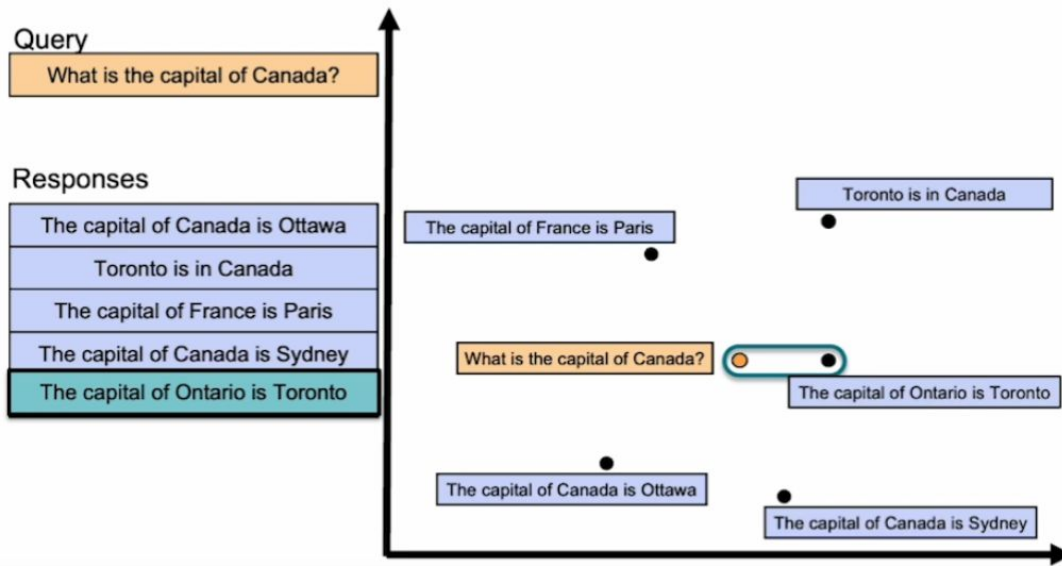 Query
What is the capital of Canada?
Responses
The capital of Canada is Ottawa
Toronto is in Canada
The capital of France is Paris
The capital of Canada is Sydney
The capital of Ontario is Toronto
Toronto is in Canada
The capital of France is Paris
What is the capital of Canada?
The capital of Ontario is Toronto
The capital of Canada is Ottawa
The capital of Canada is Sydney